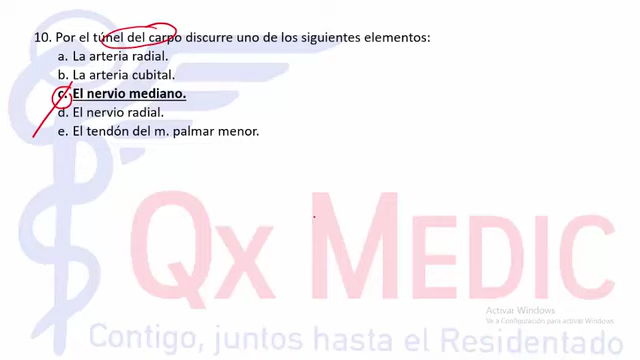 10. Por el túnel del carpo discurre uno de los siguientes elementos:
a. La arteria radial.
b. La arteria cubital.
c. El nervio mediano.
d. El nervio radial.
e. El tendón del m. palmar menor.
Qx MEDIC
Activar Windows
Ve a Configuración para activar Windows.
Contigo, juntos hasta el Residentado